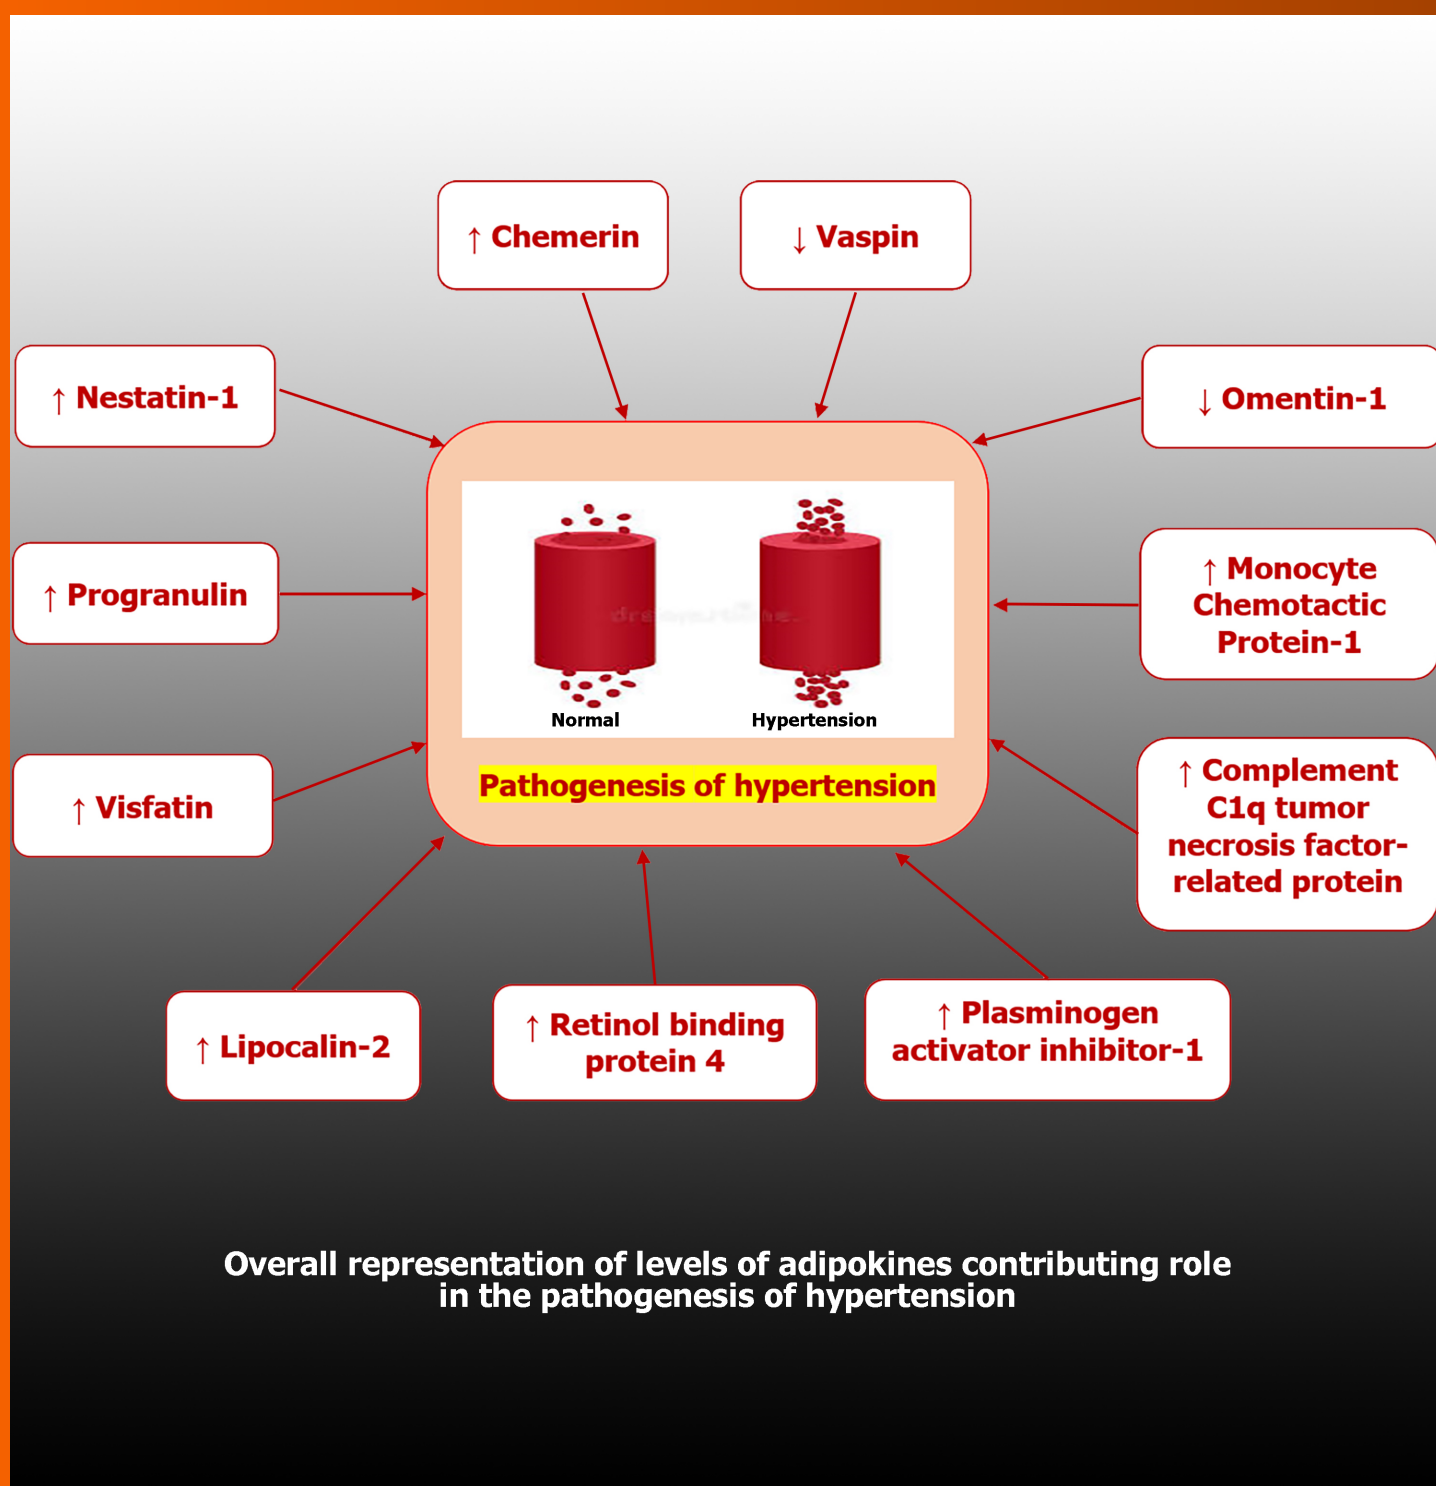 ↑ Chemerin
↓ Vaspin
↑ Nestatin-1
↓ Omentin-1
↑ Progranulin
↑ Monocyte
Chemotactic
Protein-1
Normal
Hypertension
Pathogenesis of hypertension
↑ Visfatin
↑ Complement
C1q tumor
necrosis factor-
related protein
↑ Lipocalin-2
↑ Retinol binding
protein 4
↑ Plasminogen
activator inhibitor-1
Overall representation of levels of adipokines contributing role
in the pathogenesis of hypertension